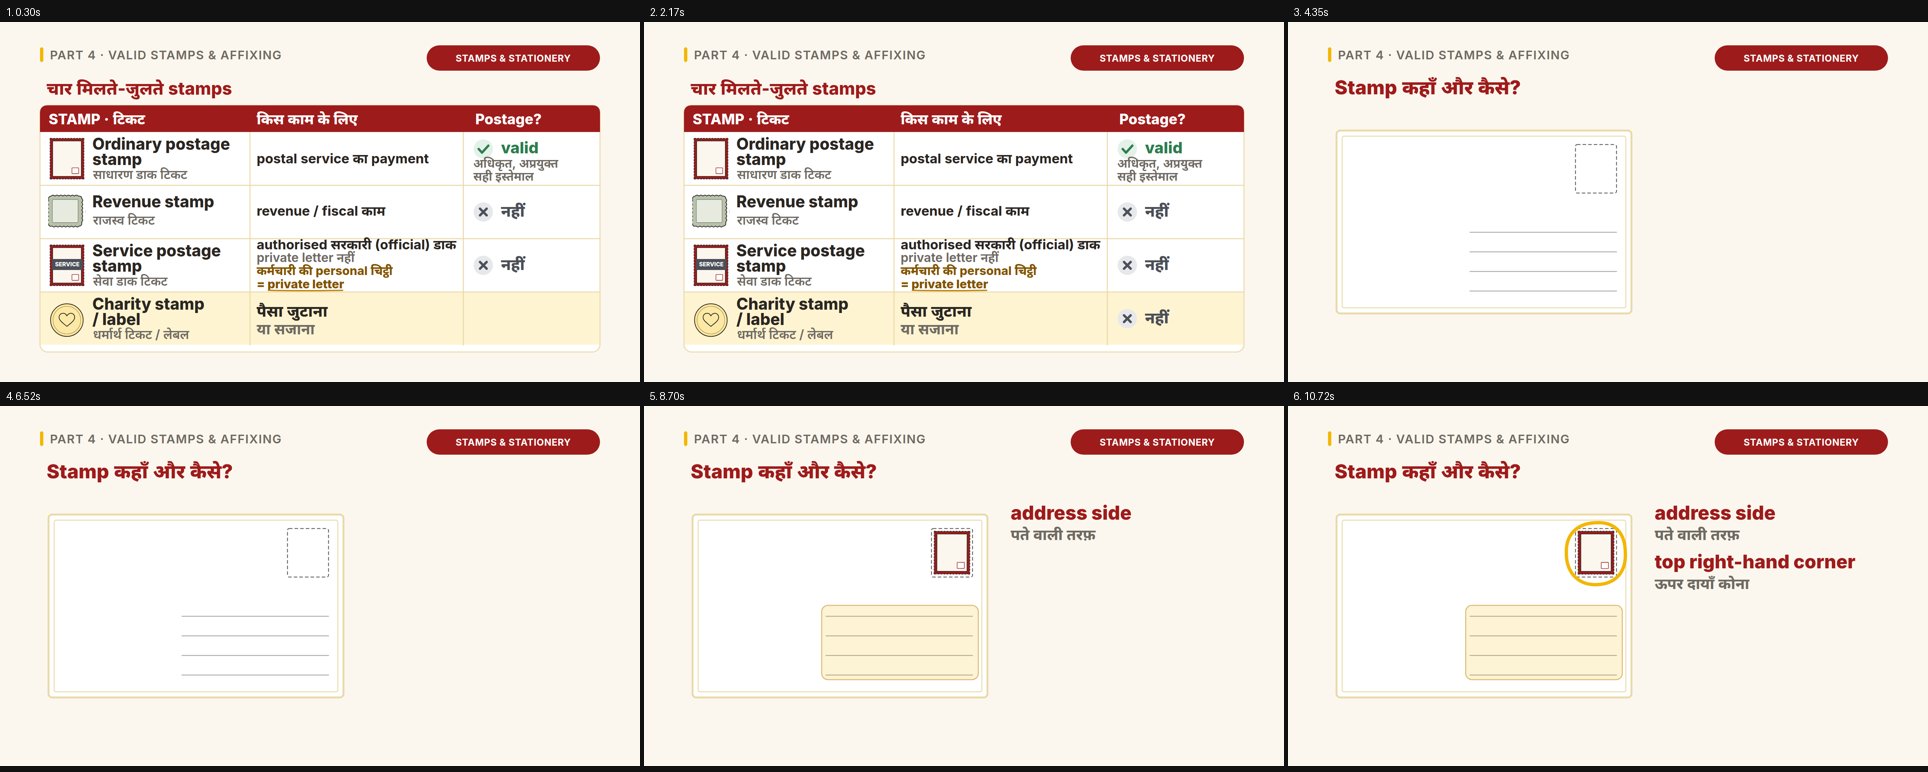 1. 0.30s
PART 4 · VALID STAMPS & AFFIXING
STAMPS & STATIONERY
चार मिलते-जुलते stamps
STAMP · टिकट किस काम के लिए Postage?
Ordinary postage stamp
साधारण डाक टिकट
postal service का payment
valid
अधिकृत, अप्रयुक्त
सही इस्तेमाल
Revenue stamp
राजस्व टिकट
revenue / fiscal काम
नहीं
SERVICE
Service postage stamp
सेवा डाक टिकट
authorised सरकारी (official) डाक
private letter नहीं
कर्मचारी की personal चिट्ठी
= private letter
नहीं
Charity stamp
/ label
धर्मार्थ टिकट / लेबल
पैसा जुटाना
या सजाना
2. 2.17s
PART 4 · VALID STAMPS & AFFIXING
STAMPS & STATIONERY
चार मिलते-जुलते stamps
STAMP · टिकट किस काम के लिए Postage?
Ordinary postage
stamp
साधारण डाक टिकट
postal service का payment
valid
अधिकृत, अप्रयुक्त
सही इस्तेमाल
Revenue stamp
राजस्व टिकट
revenue / fiscal काम
नहीं
SERVICE
Service postage
stamp
सेवा डाक टिकट
authorised सरकारी (official) डाक
private letter नहीं
कर्मचारी की personal चिट्ठी
= private letter
नहीं
Charity stamp
/ label
धर्मार्थ टिकट / लेबल
पैसा जुटाना
या सजाना
नहीं
3. 4.35s
PART 4 · VALID STAMPS & AFFIXING
STAMPS & STATIONERY
Stamp कहाँ और कैसे?
4. 6.52s
PART 4 · VALID STAMPS & AFFIXING
STAMPS & STATIONERY
Stamp कहाँ और कैसे?
5. 8.70s
PART 4 · VALID STAMPS & AFFIXING
STAMPS & STATIONERY
Stamp कहाँ और कैसे?
address side
पते वाली तरफ़
6. 10.72s
PART 4 · VALID STAMPS & AFFIXING
STAMPS & STATIONERY
Stamp कहाँ और कैसे?
address side
पते वाली तरफ़
top right-hand corner
ऊपर दायाँ कोना